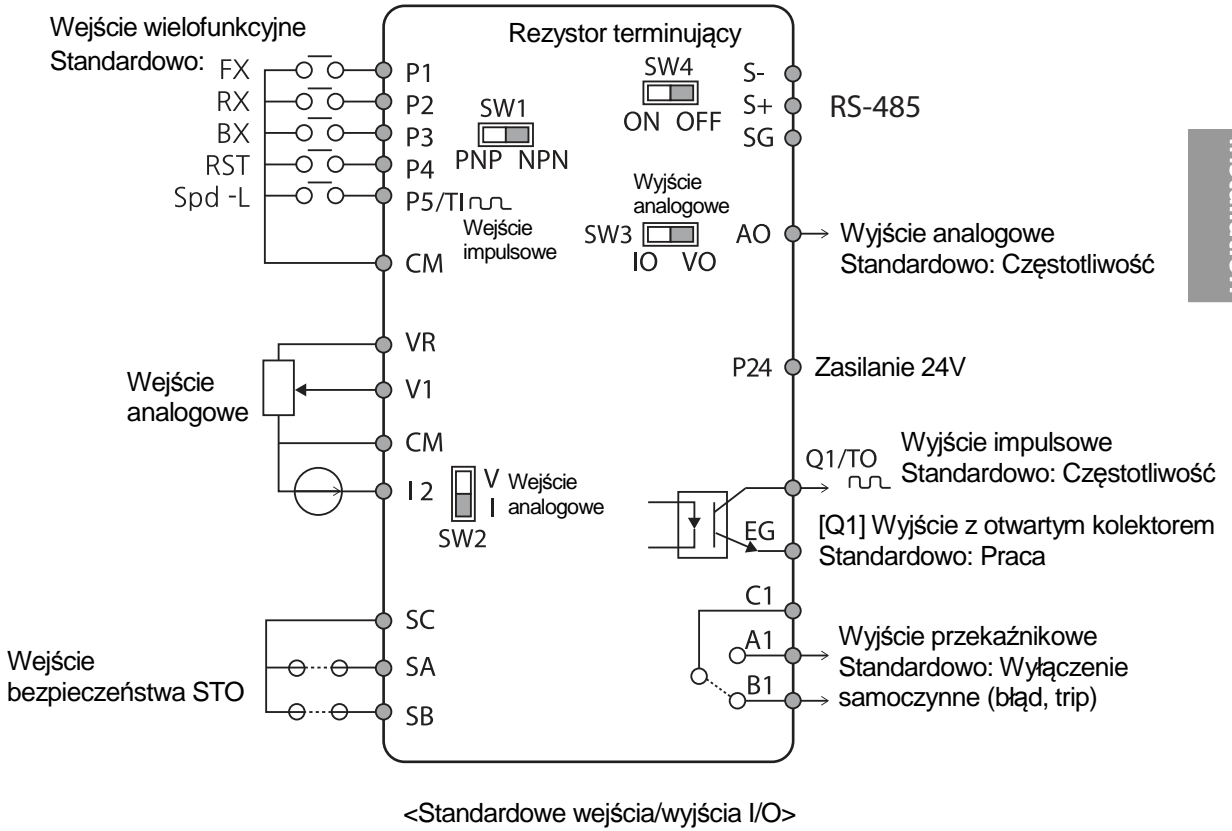 Wejście wielofunkcyjne
Standardowo:
FX
P1
RX
P2
BX
P3
RST
P4
Spd -L
P5/TI
Wejście
impulsowe
CM
SW1
PNP NPN
Rezystor terminujący
SW4
ON OFF
S-
S+
SG
RS-485
Wyjście
analogowe
SW3
IO VO
AO
Wyjście analogowe
Standardowo: Częstotliwość
Wejście
analogowe
VR
V1
CM
I 2
V
I
Wejście
analogowe
SW2
P24
Zasilanie 24V
Q1/TO
Wyjście impulsowe
Standardowo: Częstotliwość
EG
[Q1] Wyjście z otwartym kolektorem
Standardowo: Praca
Wejście
bezpieczeństwa STO
SC
SA
SB
C1
A1
B1
Wyjście przekaźnikowe
Standardowo: Wyłączenie
samoczynne (błąd, trip)
<Standardowe wejścia/wyjścia I/O>